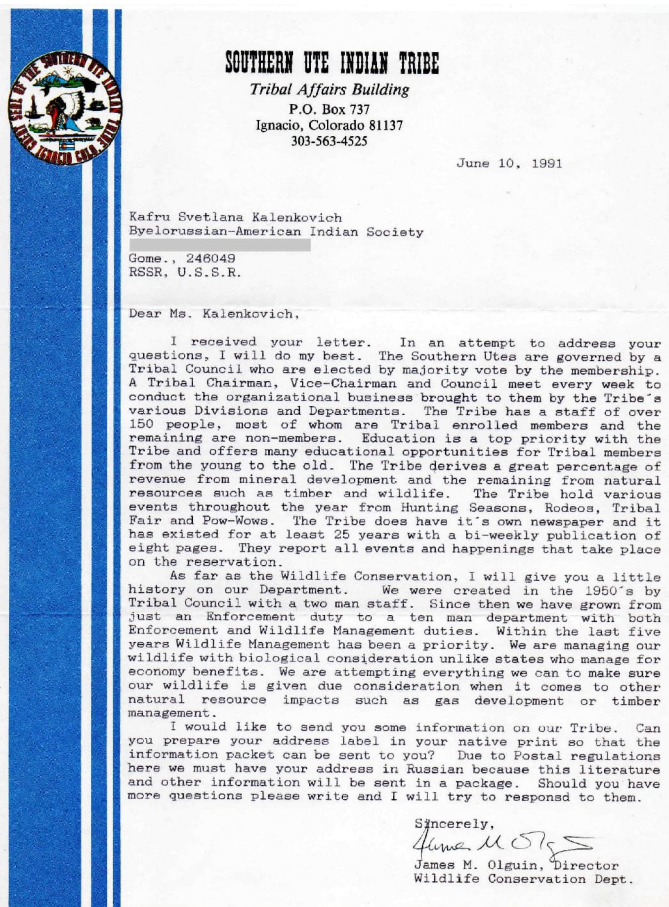 SOUTHERN UTE INDIAN TRIBE
Tribal Affairs Building
P.O. Box 737
Ignacio, Colorado 81137
303-563-4525
SEAL OF THE SOUTHERN UTE INDIAN TRIBE
GREAT IGNACIO COLO.
June 10, 1991
Kafru Svetlana Kalenkovich
Byelorussian-American Indian Society
Gome., 246049
RSSR, U.S.S.R.
Dear Ms. Kalenkovich,
I received your letter. In an attempt to address your
questions, I will do my best. The Southern Utes are governed by a
Tribal Council who are elected by majority vote by the membership.
A Tribal Chairman, Vice-Chairman and Council meet every week to
conduct the organizational business brought to them by the Tribe´s
various Divisions and Departments. The Tribe has a staff of over
150 people, most of whom are Tribal enrolled members and the
remaining are non-members. Education is a top priority with the
Tribe and offers many educational opportunities for Tribal members
from the young to the old. The Tribe derives a great percentage of
revenue from mineral development and the remaining from natural
resources such as timber and wildlife. The Tribe hold various
events throughout the year from Hunting Seasons, Rodeos, Tribal
Fair and Pow-Wows. The Tribe does have it´s own newspaper and it
has existed for at least 25 years with a bi-weekly publication of
eight pages. They report all events and happenings that take place
on the reservation.
As far as the Wildlife Conservation, I will give you a little
history on our Department. We were created in the 1950´s by
Tribal Council with a two man staff. Since then we have grown from
just an Enforcement duty to a ten man department with both
Enforcement and Wildlife Management duties. Within the last five
years Wildlife Management has been a priority. We are managing our
wildlife with biological consideration unlike states who manage for
economy benefits. We are attempting everything we can to make sure
our wildlife is given due consideration when it comes to other
natural resource impacts such as gas development or timber
management.
I would like to send you some information on our Tribe. Can
you prepare your address label in your native print so that the
information packet can be sent to you? Due to Postal regulations
here we must have your address in Russian because this literature
and other information will be sent in a package. Should you have
more questions please write and I will try to responsd to them.
Sincerely,
James M Olg
James M. Olguin, Director
Wildlife Conservation Dept.